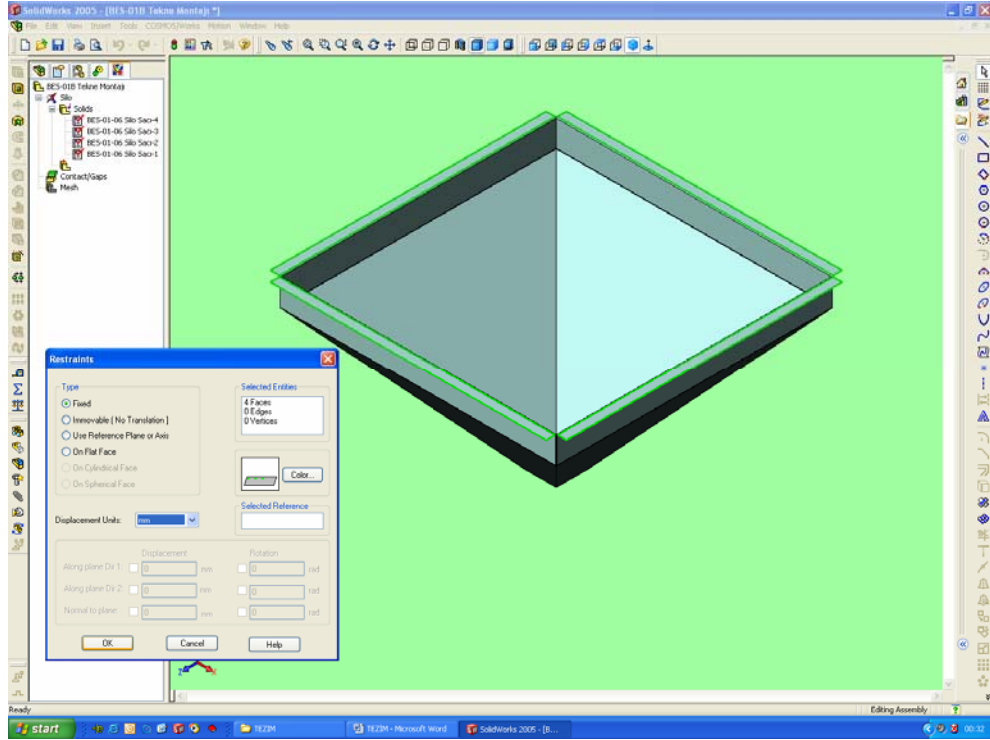 SolidWorks 2005 - [BES-01B Tekne Montajı *]
File Edit View Insert Tools COSMOSWorks Motion Window Help
BES-01B Tekne Montajı
Silo
Solids
BES-01-06 Silo Sacı-4
BES-01-06 Silo Sacı-3
BES-01-06 Silo Sacı-2
BES-01-06 Silo Sacı-1
Contact/Gaps
Mesh
Restraints
Type
Fixed
Immovable (No Translation)
Use Reference Plane or Axis
On Flat Face
On Cylindrical Face
On Spherical Face
Selected Entities
4 Faces
0 Edges
0 Vertices
Color...
Displacement Units:
mm
Selected Reference
Displacement
Rotation
Along plane Dir 1:
0
mm
0
rad
Along plane Dir 2:
0
mm
0
rad
Normal to plane:
0
mm
0
rad
OK
Cancel
Help
z
x
Ready
Editing Assembly
start
TEZIM
TEZIM - Microsoft Word
SolidWorks 2005 - [B...
00:32